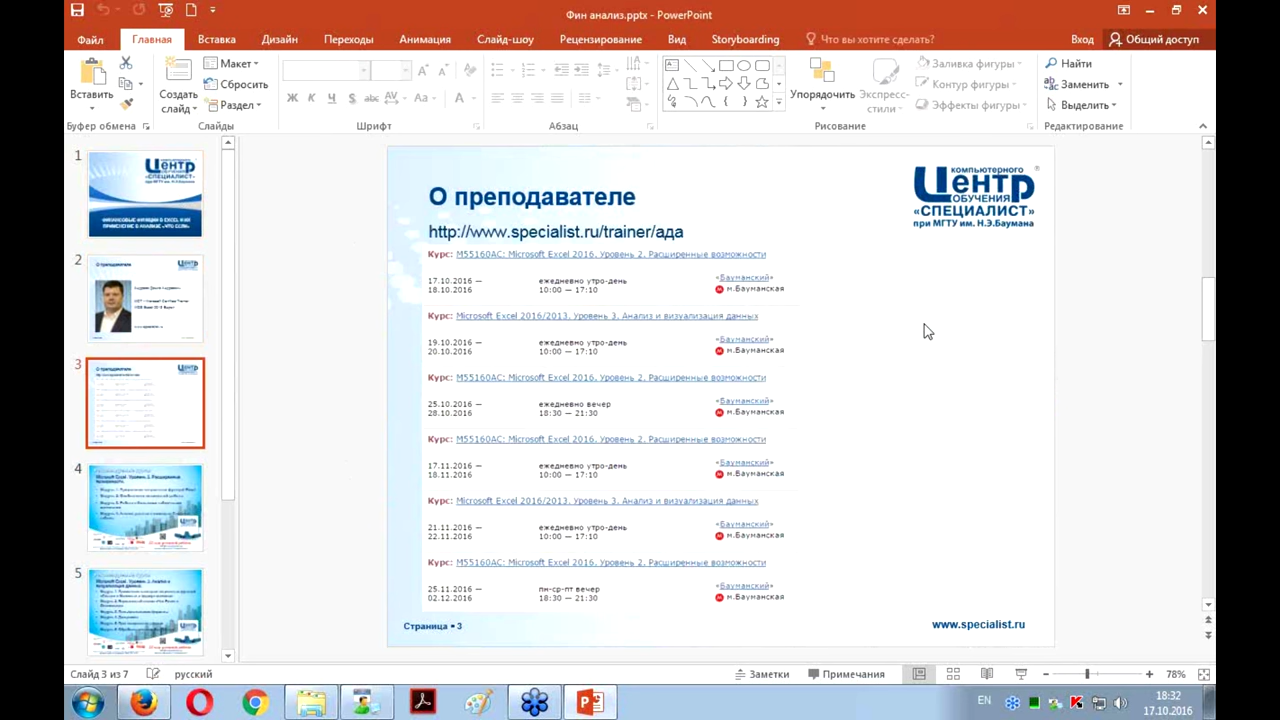 Фин анализ.pptx - PowerPoint
Файл Главная Вставка Дизайн Переходы Анимация Слайд-шоу Рецензирование Вид Storyboarding Что вы хотите сделать? Вход Общий доступ
Вставить
Буфер обмена
Создать слайд
Макет
Сбросить
Раздел
Слайды
Ж К Ч S abc AV Aa A
Шрифт
Абзац
Упорядочить
Экспресс-стили
Заливка фигуры
Контур фигуры
Эффекты фигуры
Рисование
Найти
Заменить
Выделить
Редактирование
1
2
3
4
5
О преподавателе
http://www.specialist.ru/trainer/ада
КОМПЬЮТЕРНОГО
Центр
ОБУЧЕНИЯ
«СПЕЦИАЛИСТ»
при МГТУ им. Н.Э.Баумана
Курс: M55160AC: Microsoft Excel 2016. Уровень 2. Расширенные возможности
17.10.2016 — ежедневно утро-день «Бауманский»
18.10.2016 10:00 — 17:10 м.Бауманская
Курс: Microsoft Excel 2016/2013. Уровень 3. Анализ и визуализация данных
19.10.2016 — ежедневно утро-день «Бауманский»
20.10.2016 10:00 — 17:10 м.Бауманская
Курс: M55160AC: Microsoft Excel 2016. Уровень 2. Расширенные возможности
25.10.2016 — ежедневно вечер «Бауманский»
28.10.2016 18:30 — 21:30 м.Бауманская
Курс: M55160AC: Microsoft Excel 2016. Уровень 2. Расширенные возможности
17.11.2016 — ежедневно утро-день «Бауманский»
18.11.2016 10:00 — 17:10 м.Бауманская
Курс: Microsoft Excel 2016/2013. Уровень 3. Анализ и визуализация данных
21.11.2016 — ежедневно утро-день «Бауманский»
22.11.2016 10:00 — 17:10 м.Бауманская
Курс: M55160AC: Microsoft Excel 2016. Уровень 2. Расширенные возможности
25.11.2016 — пн-ср-пт вечер «Бауманский»
02.12.2016 18:30 — 21:30 м.Бауманская
Страница • 3
www.specialist.ru
Слайд 3 из 7 русский Заметки Примечания 78%
EN 18:32
17.10.2016